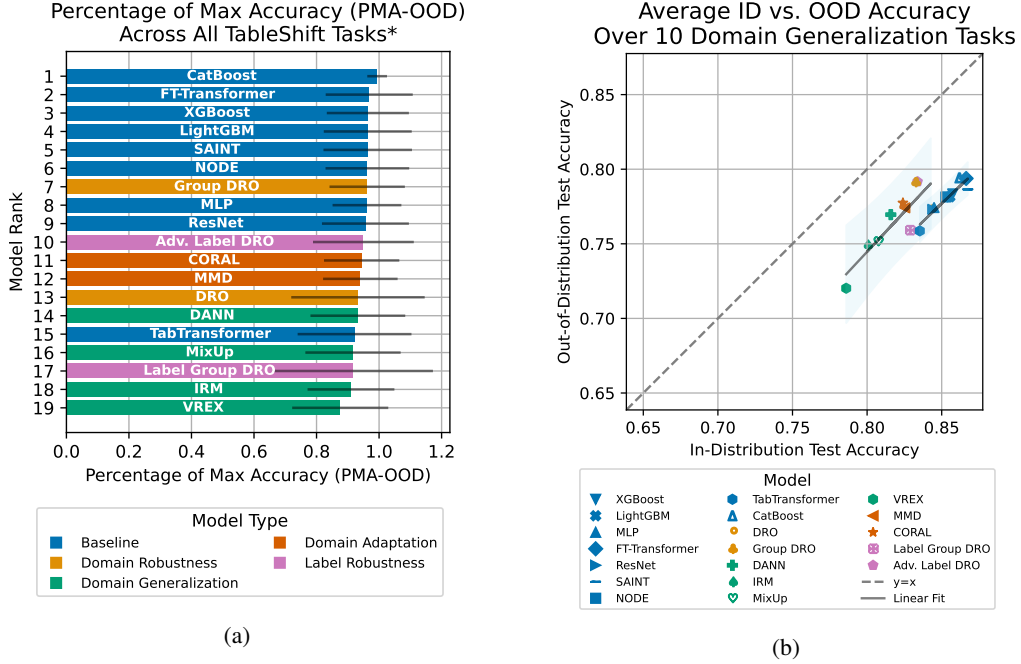 Percentage of Max Accuracy (PMA-OOD)
Across All TableShift Tasks*
Model Rank
1 CatBoost
2 FT-Transformer
3 XGBoost
4 LightGBM
5 SAINT
6 NODE
7 Group DRO
8 MLP
9 ResNet
10 Adv. Label DRO
11 CORAL
12 MMD
13 DRO
14 DANN
15 TabTransformer
16 MixUp
17 Label Group DRO
18 IRM
19 VREX
0.0 0.2 0.4 0.6 0.8 1.0 1.2
Percentage of Max Accuracy (PMA-OOD)
Model Type
Baseline
Domain Robustness
Domain Generalization
Domain Adaptation
Label Robustness
(a)
Average ID vs. OOD Accuracy
Over 10 Domain Generalization Tasks
Out-of-Distribution Test Accuracy
0.85
0.80
0.75
0.70
0.65
0.65 0.70 0.75 0.80 0.85
In-Distribution Test Accuracy
Model
XGBoost
LightGBM
MLP
FT-Transformer
ResNet
SAINT
NODE
TabTransformer
CatBoost
DRO
Group DRO
DANN
IRM
MixUp
VREX
MMD
CORAL
Label Group DRO
Adv. Label DRO
y=x
Linear Fit
(b)